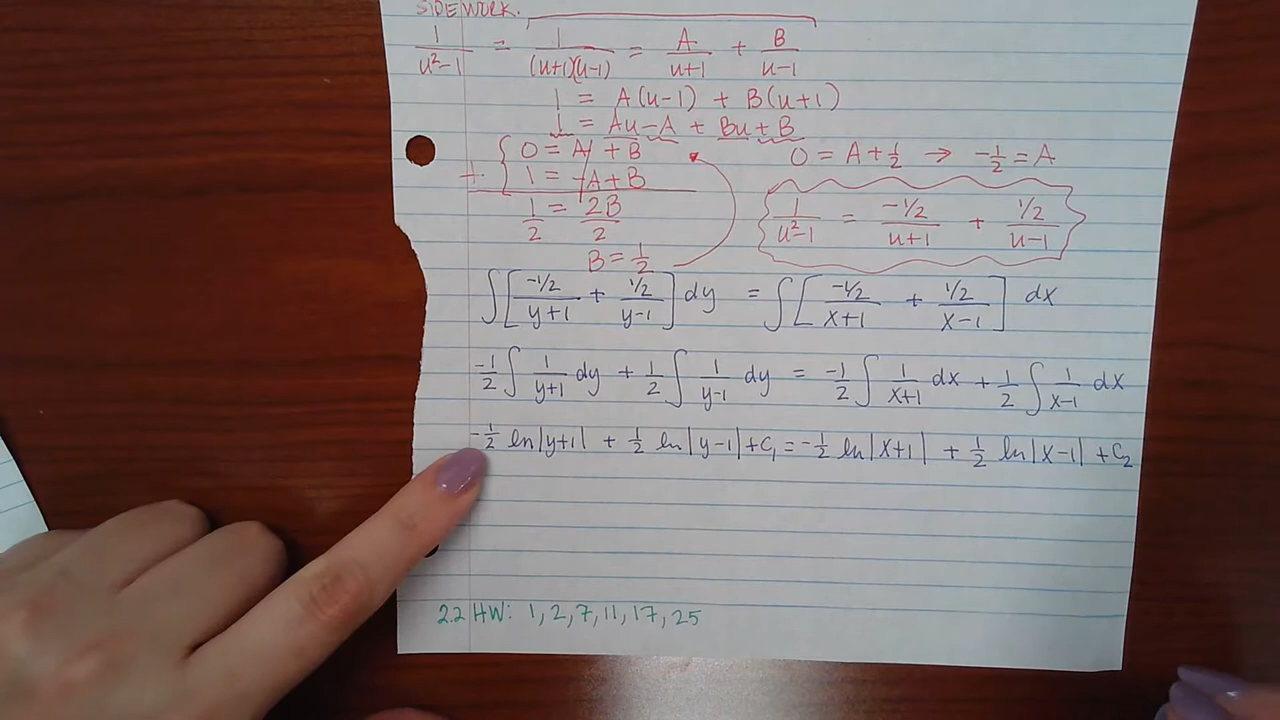 SIDEWORK.
1/(u²-1) = 1/((u+1)(u-1)) = A/(u+1) + B/(u-1)
1 = A(u-1) + B(u+1)
1 = Au - A + Bu + B
0 = A + B
0 = A + 1/2 → -1/2 = A
+. 1 = -A + B
1/2 = 2B/2
1/(u²-1) = (-1/2)/(u+1) + (1/2)/(u-1)
B = 1/2
∫[(-1/2)/(y+1) + (1/2)/(y-1)] dy = ∫[(-1/2)/(x+1) + (1/2)/(x-1)] dx
-1/2 ∫ 1/(y+1) dy + 1/2 ∫ 1/(y-1) dy = -1/2 ∫ 1/(x+1) dx + 1/2 ∫ 1/(x-1) dx
-1/2 ln|y+1| + 1/2 ln|y-1| + C₁ = -1/2 ln|x+1| + 1/2 ln|x-1| + C₂
2.2 HW: 1, 2, 7, 11, 17, 25